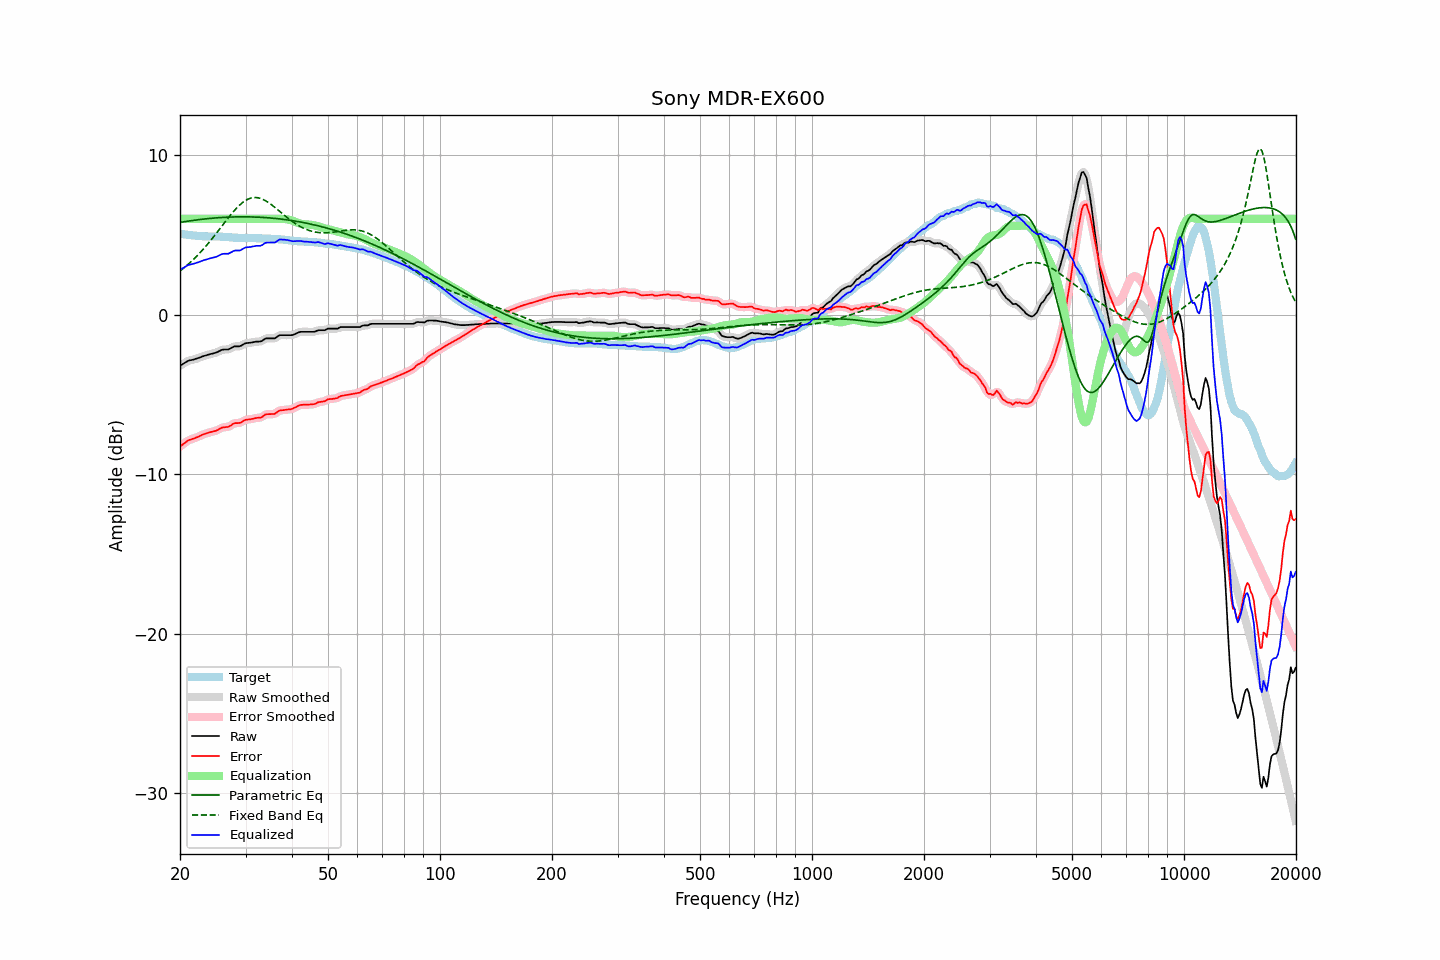 Sony MDR-EX600
Amplitude (dBr)
10
0
−10
−20
−30
Target
Raw Smoothed
Error Smoothed
Raw
Error
Equalization
Parametric Eq
Fixed Band Eq
Equalized
20 50 100 200 500 1000 2000 5000 10000 20000
Frequency (Hz)